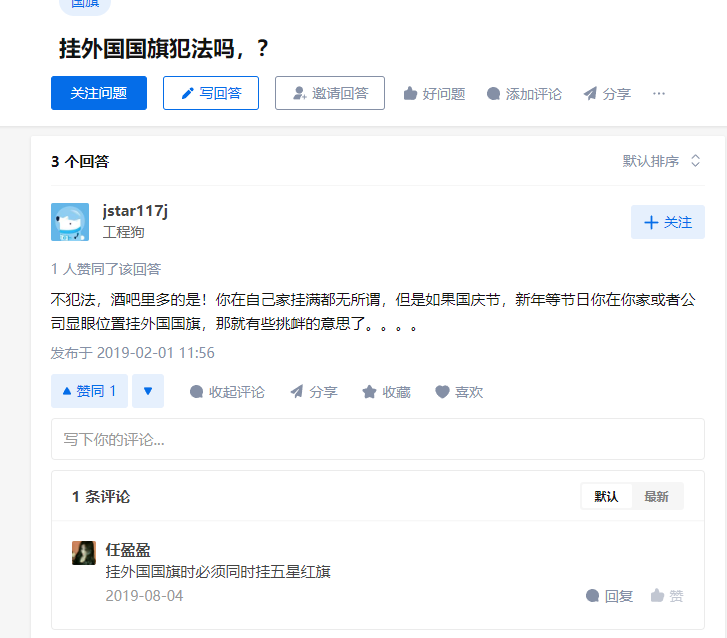 国旗
挂外国国旗犯法吗，？
关注问题 写回答 邀请回答 好问题 添加评论 分享 ···
3 个回答 默认排序
jstar117j
工程狗
+ 关注
1 人赞同了该回答
不犯法，酒吧里多的是！你在自己家挂满都无所谓，但是如果国庆节，新年等节日你在你家或者公
司显眼位置挂外国国旗，那就有些挑衅的意思了。。。。
发布于 2019-02-01 11:56
赞同 1 收起评论 分享 收藏 喜欢
写下你的评论...
1 条评论 默认 最新
任盈盈
挂外国国旗时必须同时挂五星红旗
2019-08-04 回复 赞